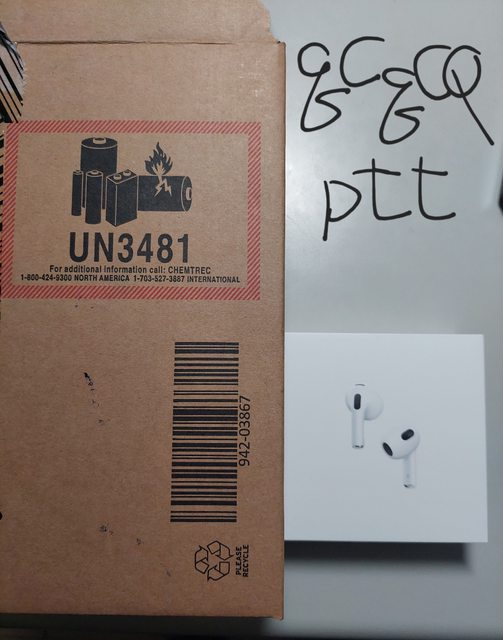 ptt
UN3481
For additional information call: CHEMTREC
1-800-424-9300 NORTH AMERICA 1-703-527-3887 INTERNATIONAL
942-03867
PLEASE
RECYCLE